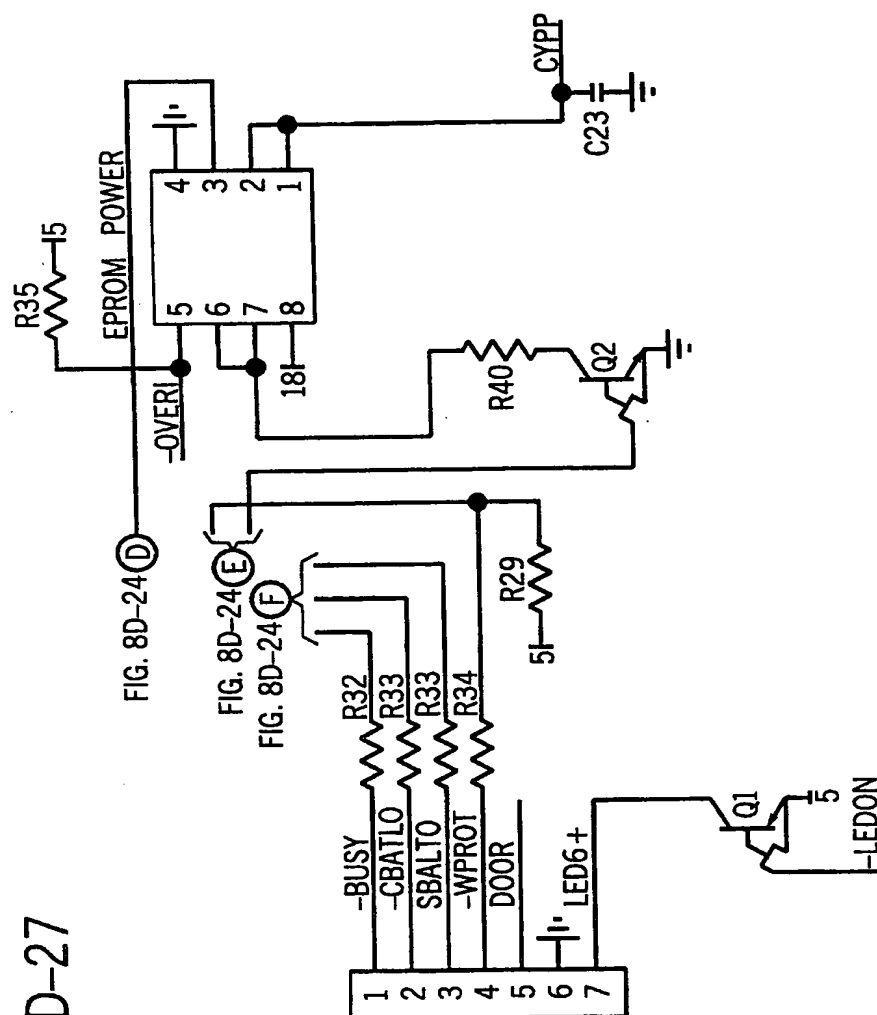 D-27
FIG. 8D-24 D
EPROM POWER
R35
5
-OVERI
5
6
7
8
4
3
2
1
18
CYPP
C23
FIG. 8D-24 E
FIG. 8D-24 F
R40
Q2
R29
5
1
2
3
4
5
6
7
-BUSY
R32
-CBATLO
R33
SBALTO
R33
-WPROT
R34
DOOR
LED6+
Q1
5
-LEDON